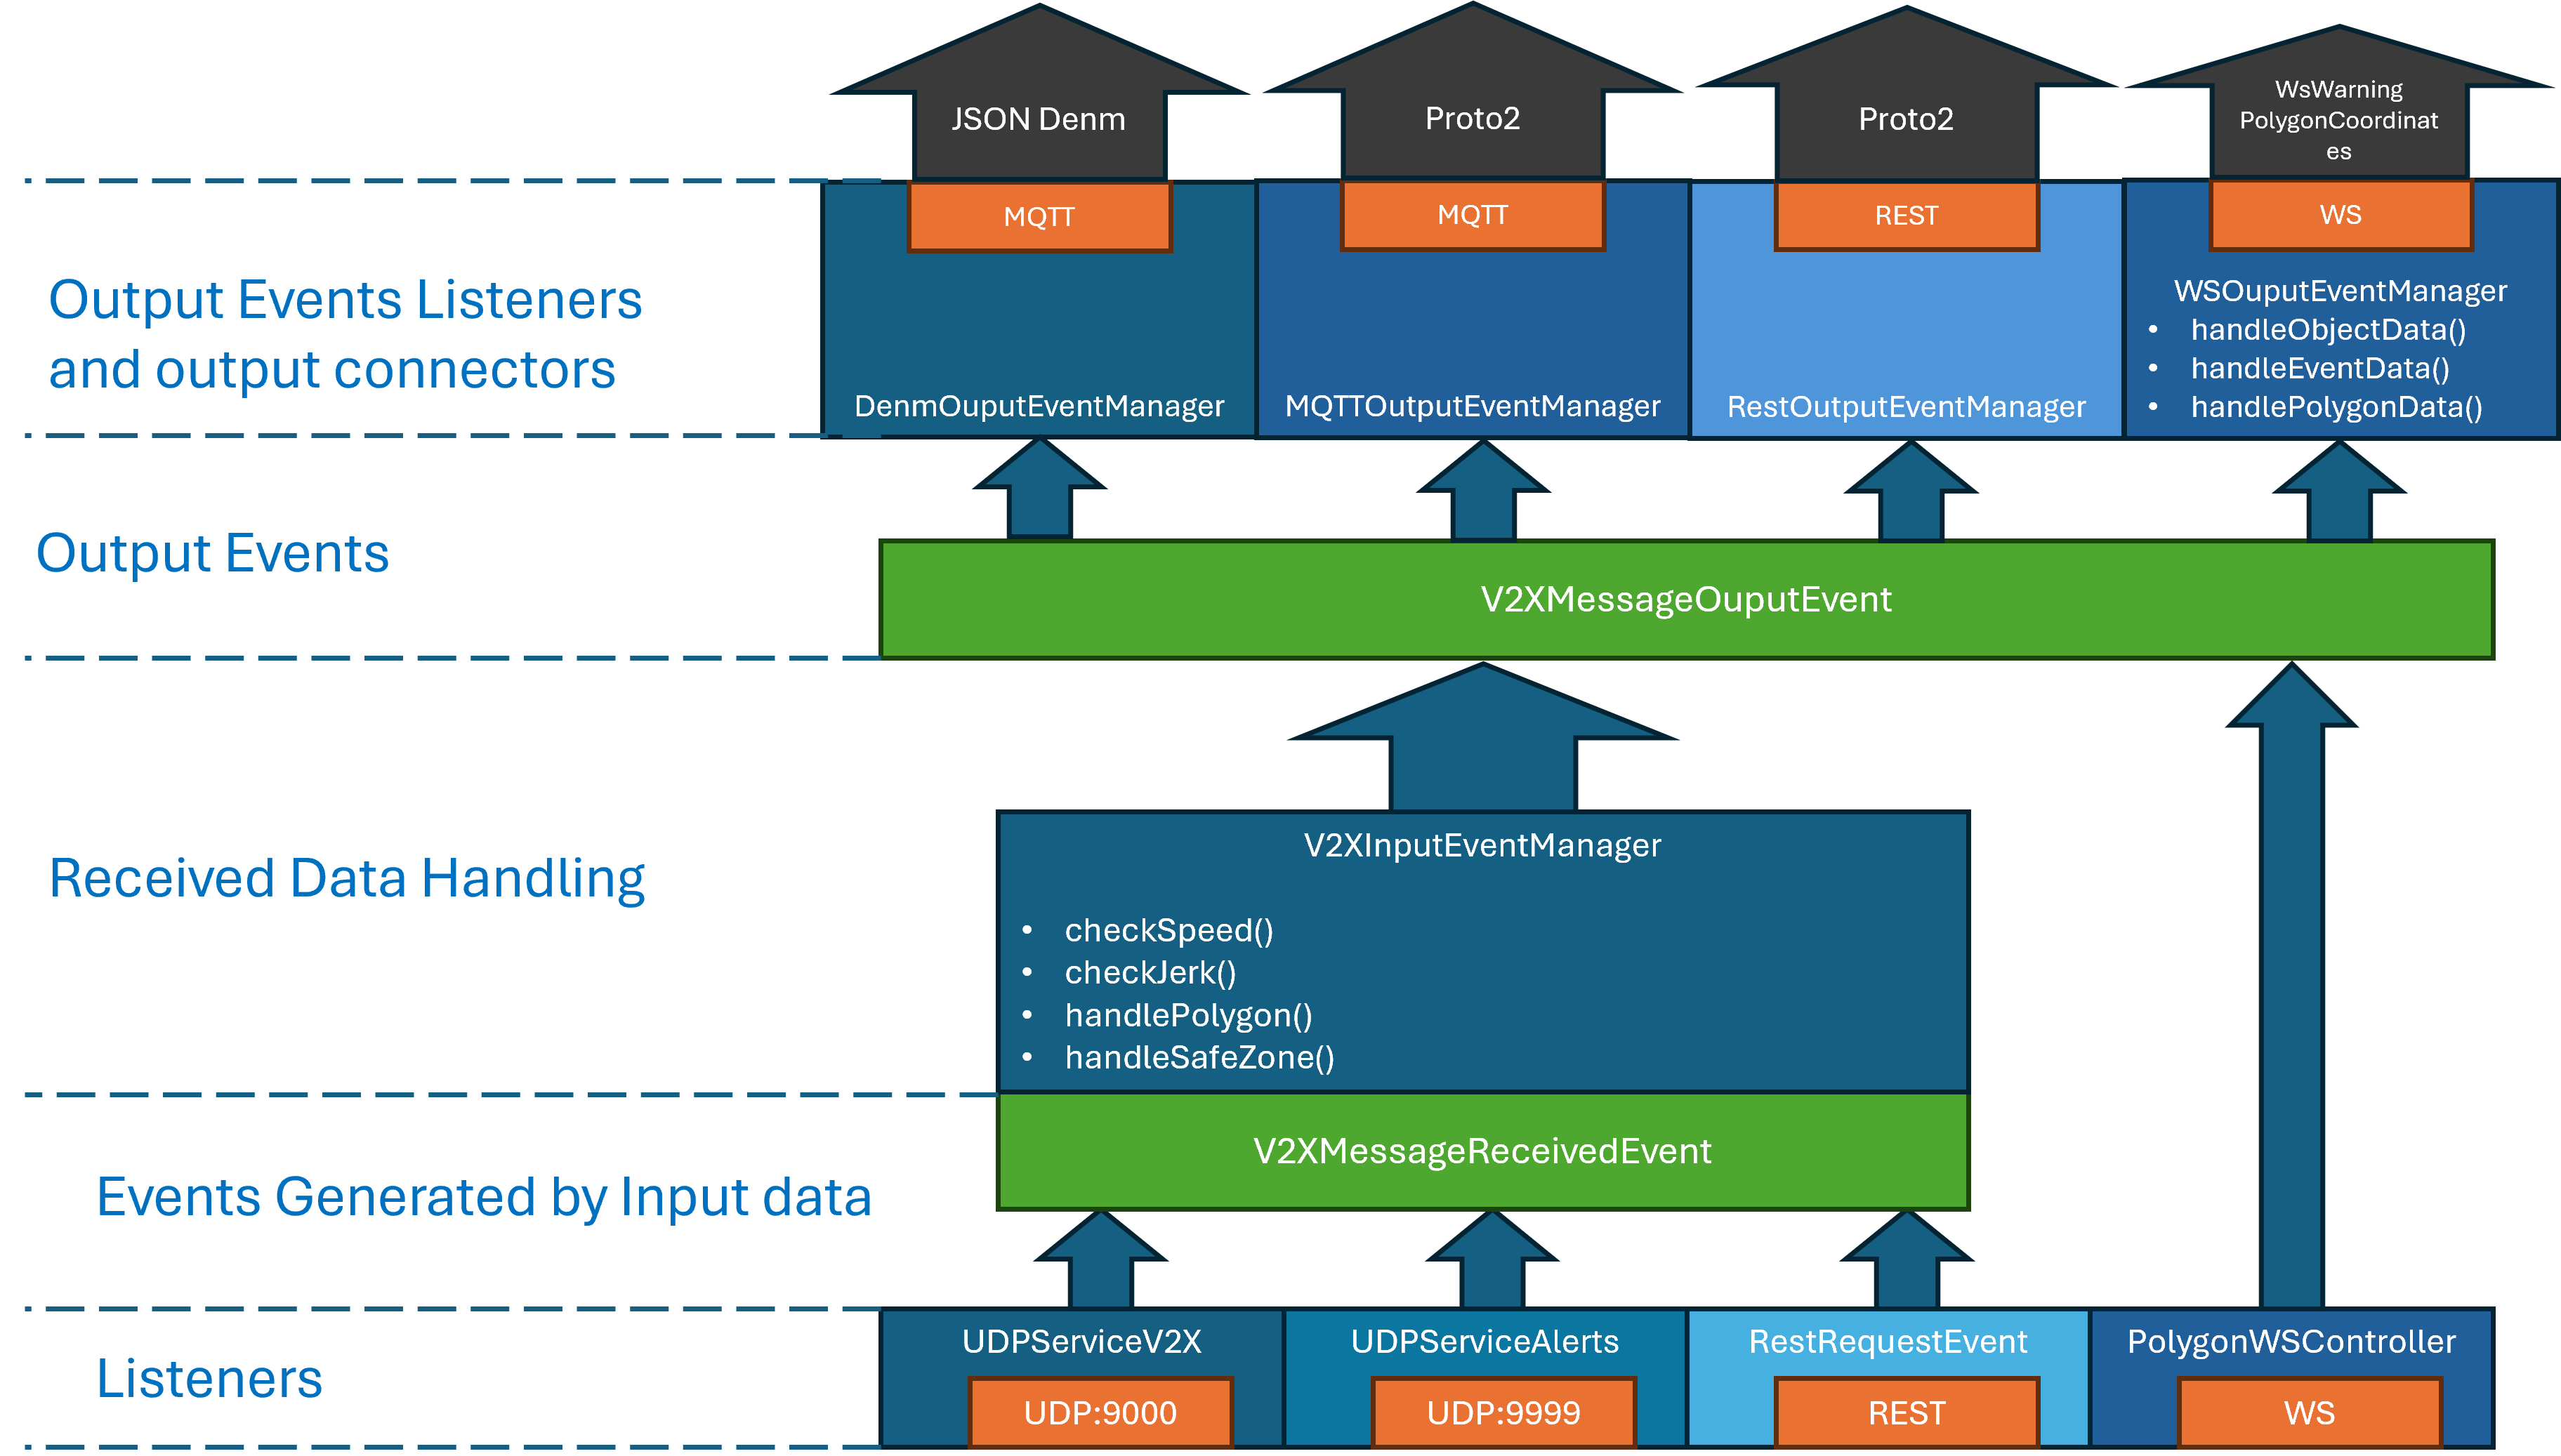 JSON Denm
Proto2
Proto2
WsWarning
PolygonCoordinat
es
MQTT
MQTT
REST
WS
Output Events Listeners
and output connectors
DenmOuputEventManager
MQTTOutputEventManager
RestOutputEventManager
WSOuputEventManager
• handleObjectData()
• handleEventData()
• handlePolygonData()
Output Events
V2XMessageOuputEvent
Received Data Handling
V2XInputEventManager
• checkSpeed()
• checkJerk()
• handlePolygon()
• handleSafeZone()
Events Generated by Input data
V2XMessageReceivedEvent
Listeners
UDPServiceV2X
UDPServiceAlerts
RestRequestEvent
PolygonWSController
UDP:9000
UDP:9999
REST
WS